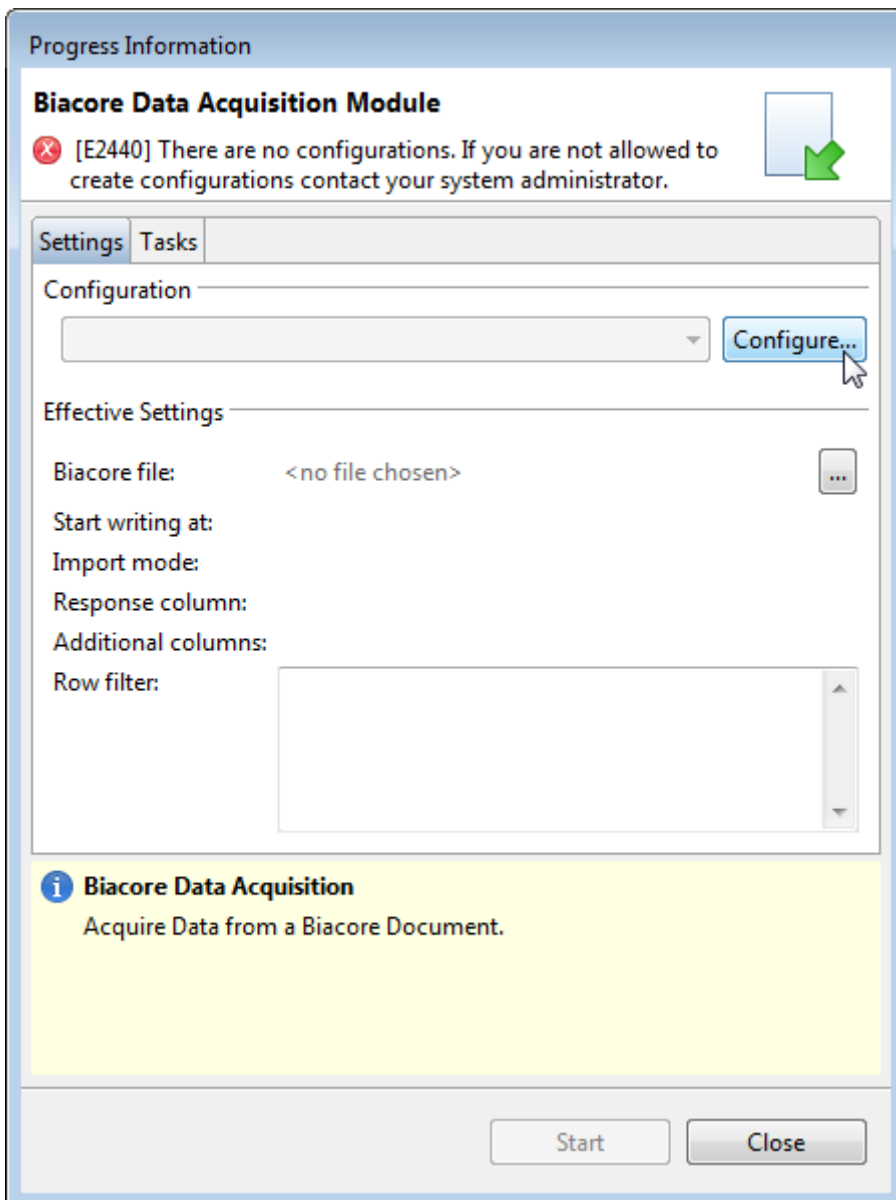 Progress Information
Biacore Data Acquisition Module
[E2440] There are no configurations. If you are not allowed to
create configurations contact your system administrator.
Settings Tasks
Configuration
Configure...
Effective Settings
Biacore file: <no file chosen> ...
Start writing at:
Import mode:
Response column:
Additional columns:
Row filter:
Biacore Data Acquisition
Acquire Data from a Biacore Document.
Start Close